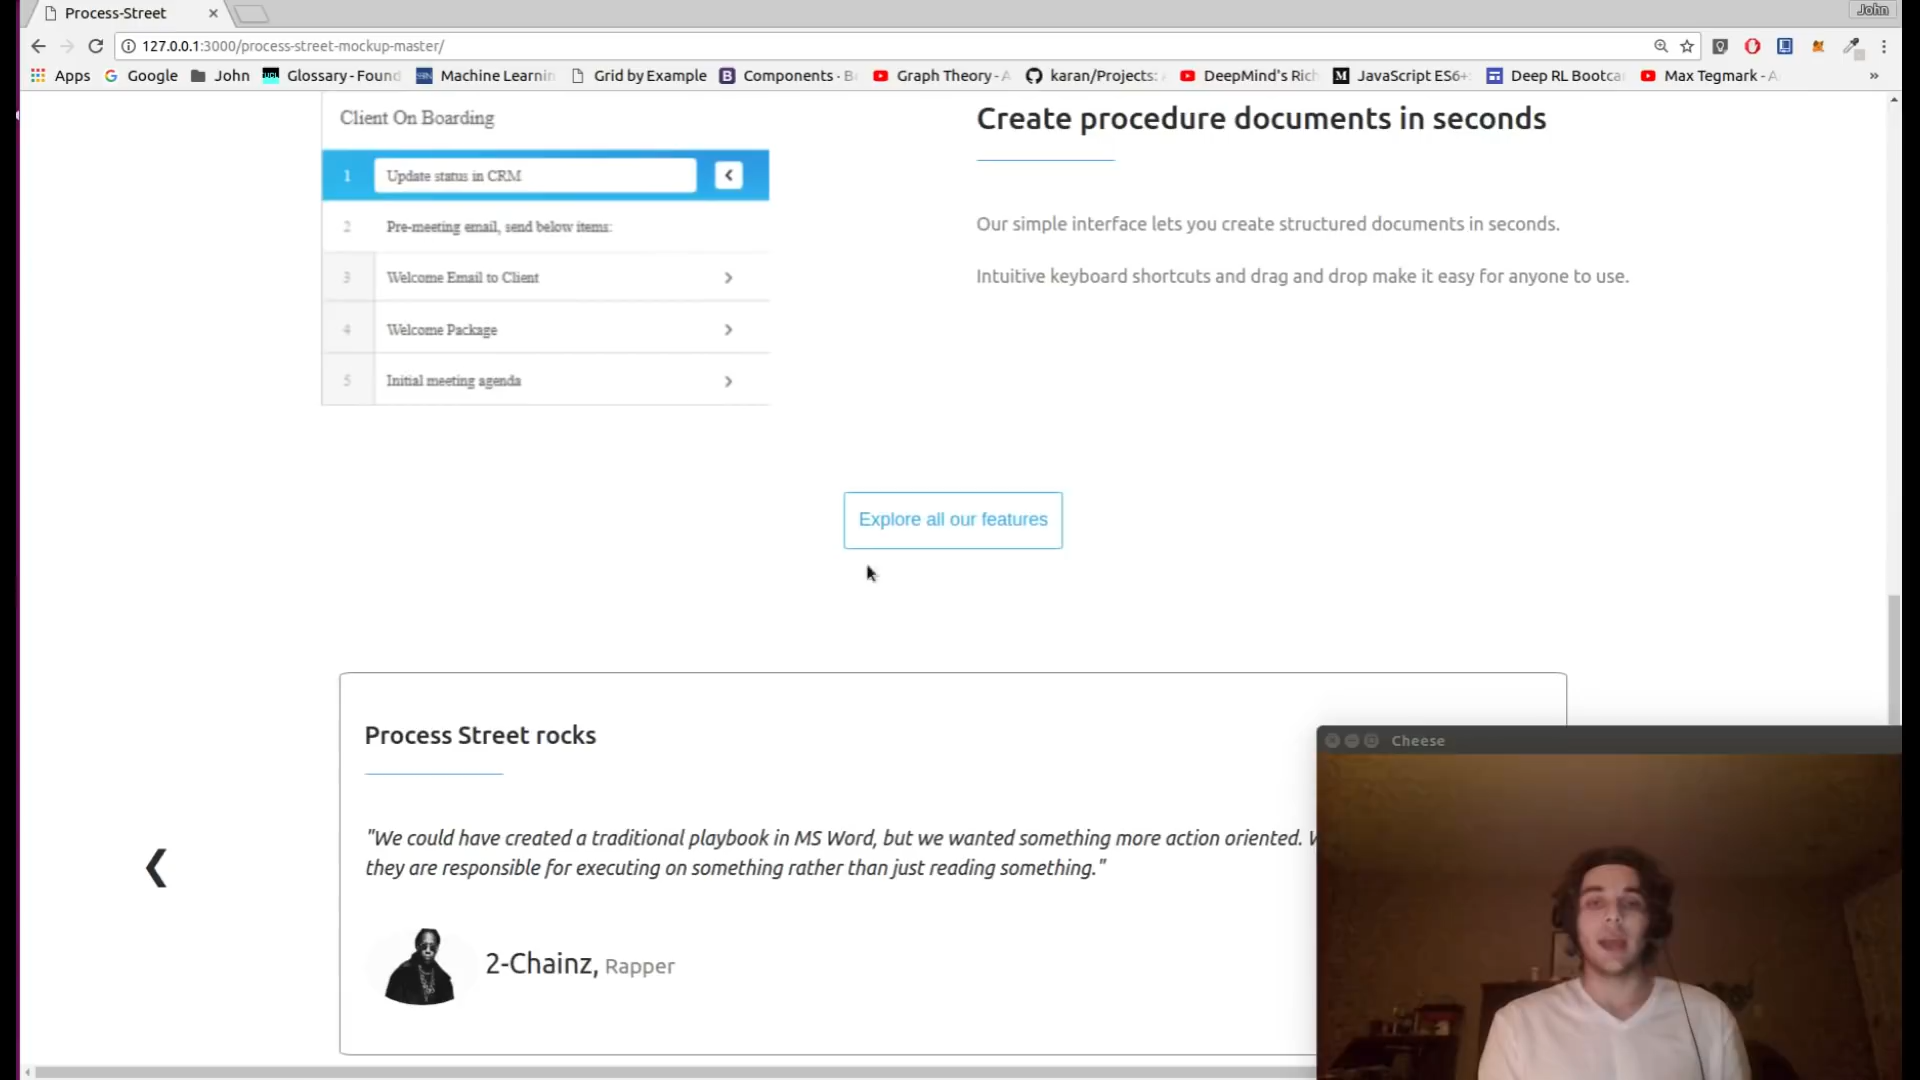 Process-Street
John
127.0.0.1:3000/process-street-mockup-master/
Apps
Google
John
Glossary - Found
Machine Learnin
Grid by Example
Components - B
Graph Theory - A
karan/Projects:
DeepMind's Rich
JavaScript ES6+:
Deep RL Bootca
Max Tegmark - A
Client On Boarding
1 Update status in CRM
2 Pre-meeting email, send below items:
3 Welcome Email to Client
4 Welcome Package
5 Initial meeting agenda
Create procedure documents in seconds
Our simple interface lets you create structured documents in seconds.
Intuitive keyboard shortcuts and drag and drop make it easy for anyone to use.
Explore all our features
Process Street rocks
"We could have created a traditional playbook in MS Word, but we wanted something more action oriented.
they are responsible for executing on something rather than just reading something."
2-Chainz, Rapper
Cheese